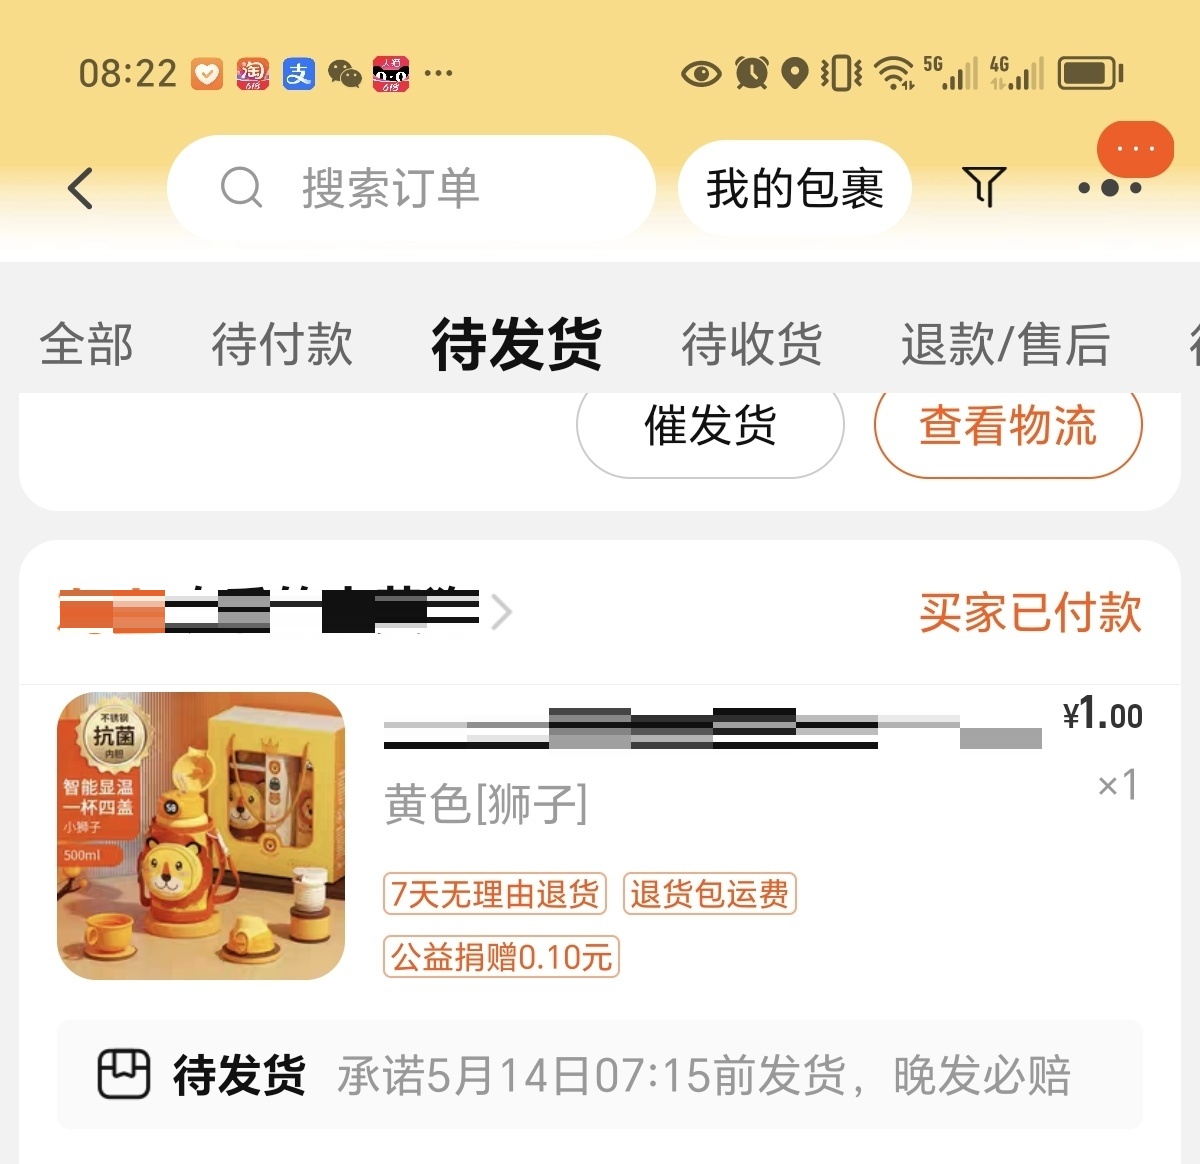 08:22
5G 4G
搜索订单 我的包裹
全部 待付款 待发货 待收货 退款/售后
催发货 查看物流
买家已付款
¥1.00
×1
黄色[狮子]
7天无理由退货 退货包运费
公益捐赠0.10元
不锈钢
抗菌
内胆
智能显温
一杯四盖
小狮子
500ml
待发货 承诺5月14日07:15前发货，晚发必赔